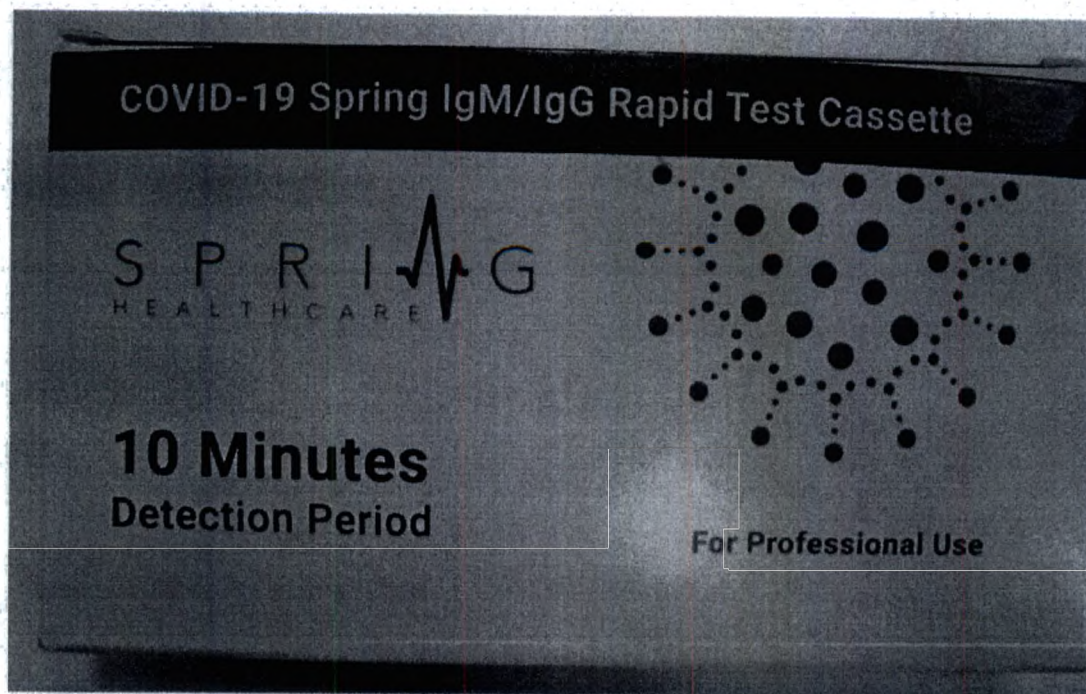 COVID-19 Spring IgM/IgG Rapid Test Cassette
SPRING
HEALTHCARE
10 Minutes
Detection Period
For Professional Use